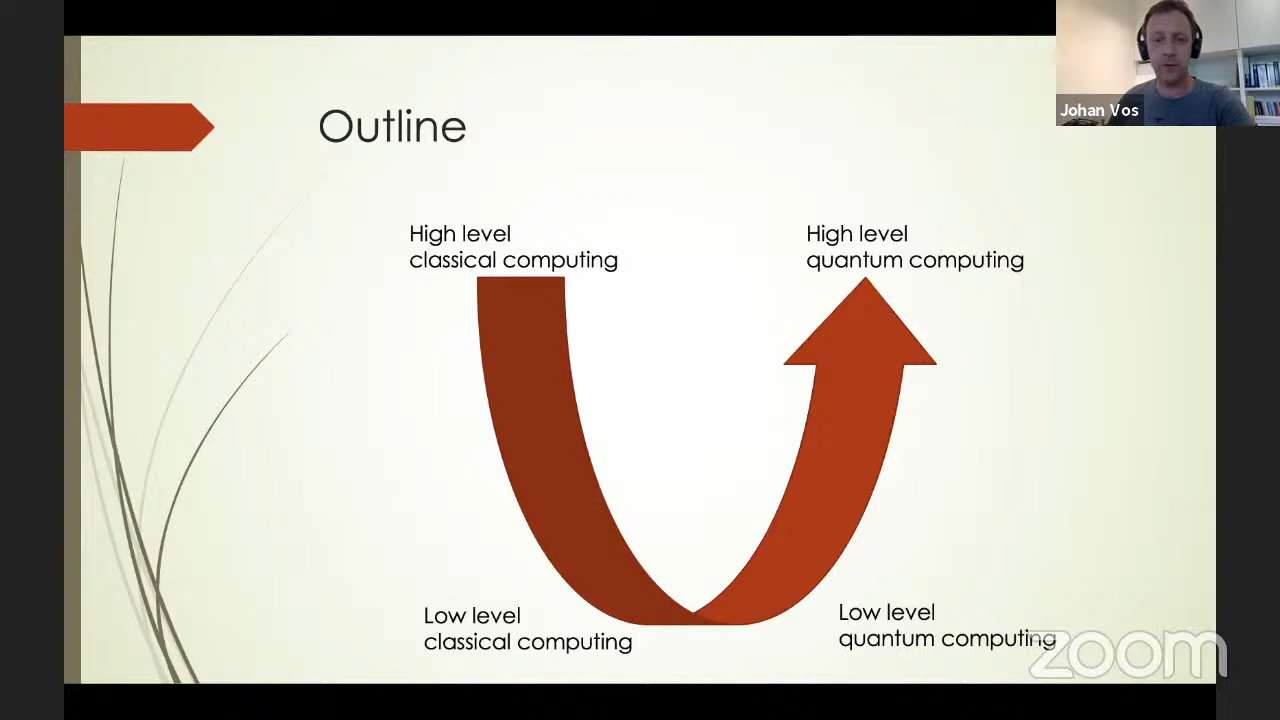 Johan Vos
Outline
High level
classical computing
High level
quantum computing
Low level
classical computing
Low level
quantum computing
zoom